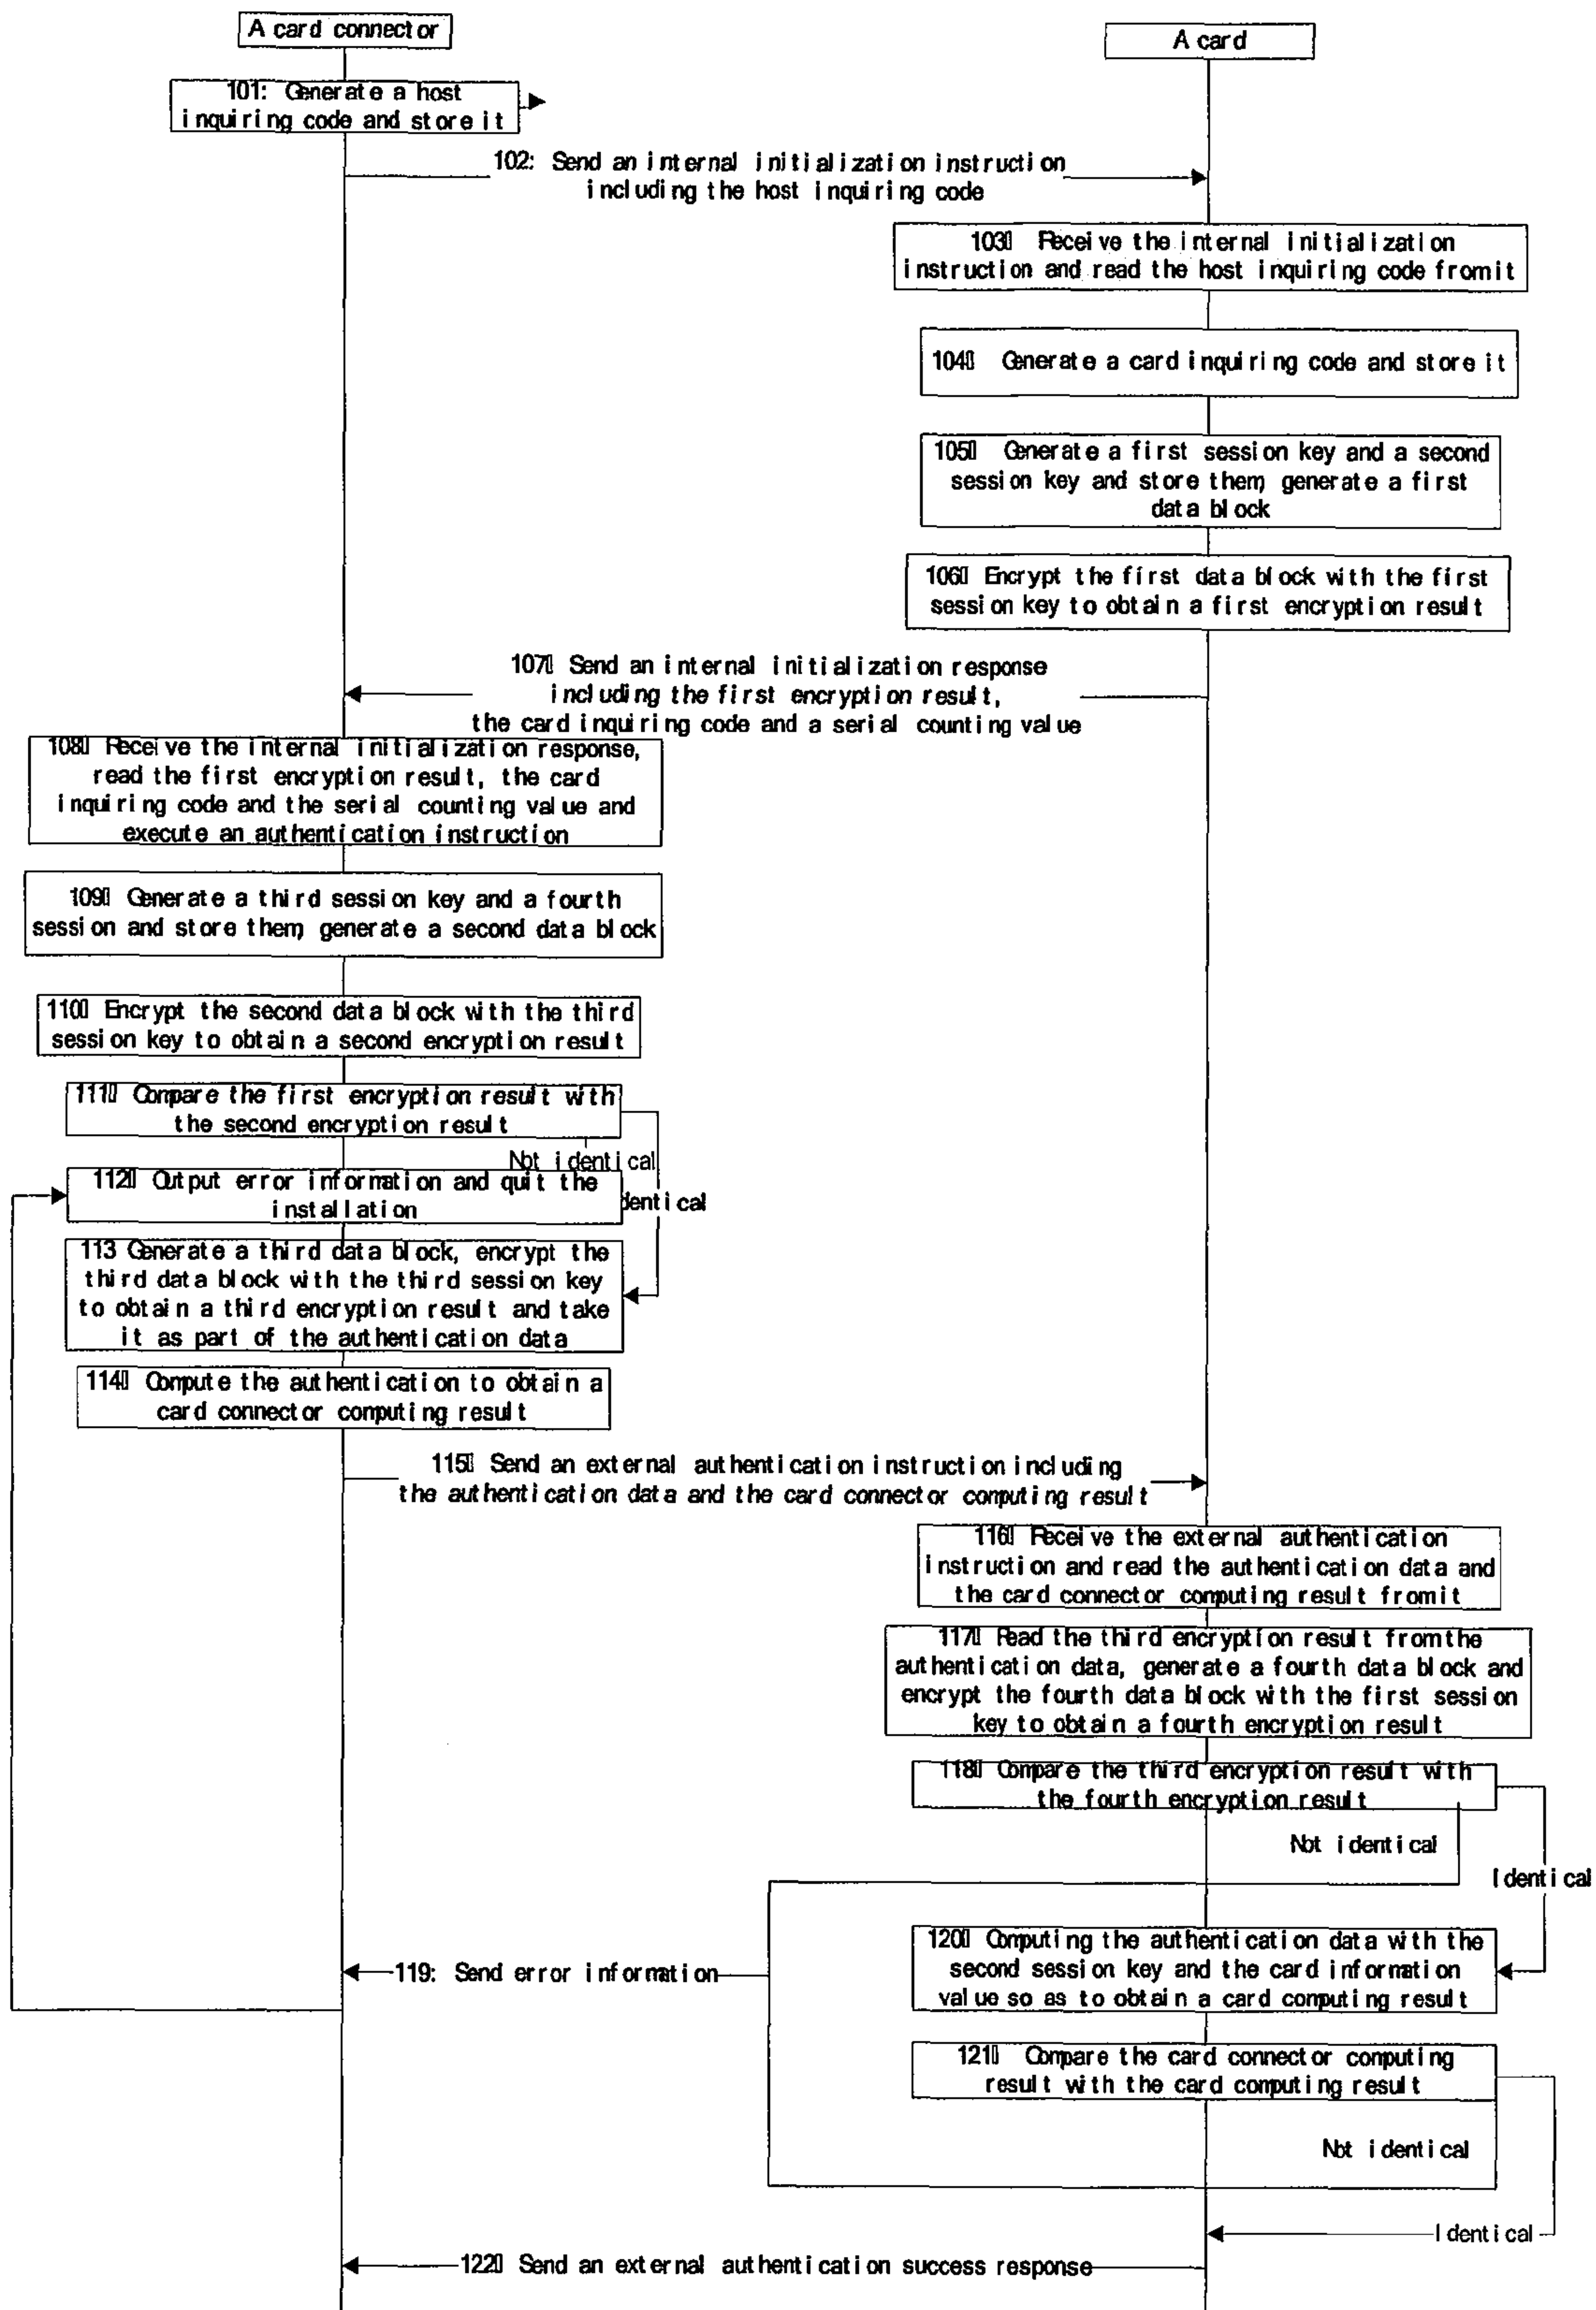 A card connector
A card
101: Generate a host
inquiring code and store it
102: Send an internal initialization instruction
including the host inquiring code
103▯ Receive the internal initialization
instruction and read the host inquiring code from it
104▯ Generate a card inquiring code and store it
105▯ Generate a first session key and a second
session key and store them, generate a first
data block
106▯ Encrypt the first data block with the first
session key to obtain a first encryption result
107▯ Send an internal initialization response
including the first encryption result,
the card inquiring code and a serial counting value
108▯ Receive the internal initialization response,
read the first encryption result, the card
inquiring code and the serial counting value and
execute an authentication instruction
109▯ Generate a third session key and a fourth
session and store them, generate a second data block
110▯ Encrypt the second data block with the third
session key to obtain a second encryption result
111▯ Compare the first encryption result with
the second encryption result
Not identical
112▯ Output error information and quit the
installation
dentical
113 Generate a third data block, encrypt the
third data block with the third session key
to obtain a third encryption result and take
it as part of the authentication data
114▯ Compute the authentication to obtain a
card connector computing result
115▯ Send an external authentication instruction including
the authentication data and the card connector computing result
116▯ Receive the external authentication
instruction and read the authentication data and
the card connector computing result from it
117▯ Read the third encryption result from the
authentication data, generate a fourth data block and
encrypt the fourth data block with the first session
key to obtain a fourth encryption result
118▯ Compare the third encryption result with
the fourth encryption result
Not identical
Identical
119: Send error information
120▯ Computing the authentication data with the
second session key and the card information
value so as to obtain a card computing result
121▯ Compare the card connector computing
result with the card computing result
Not identical
Identical
122▯ Send an external authentication success response